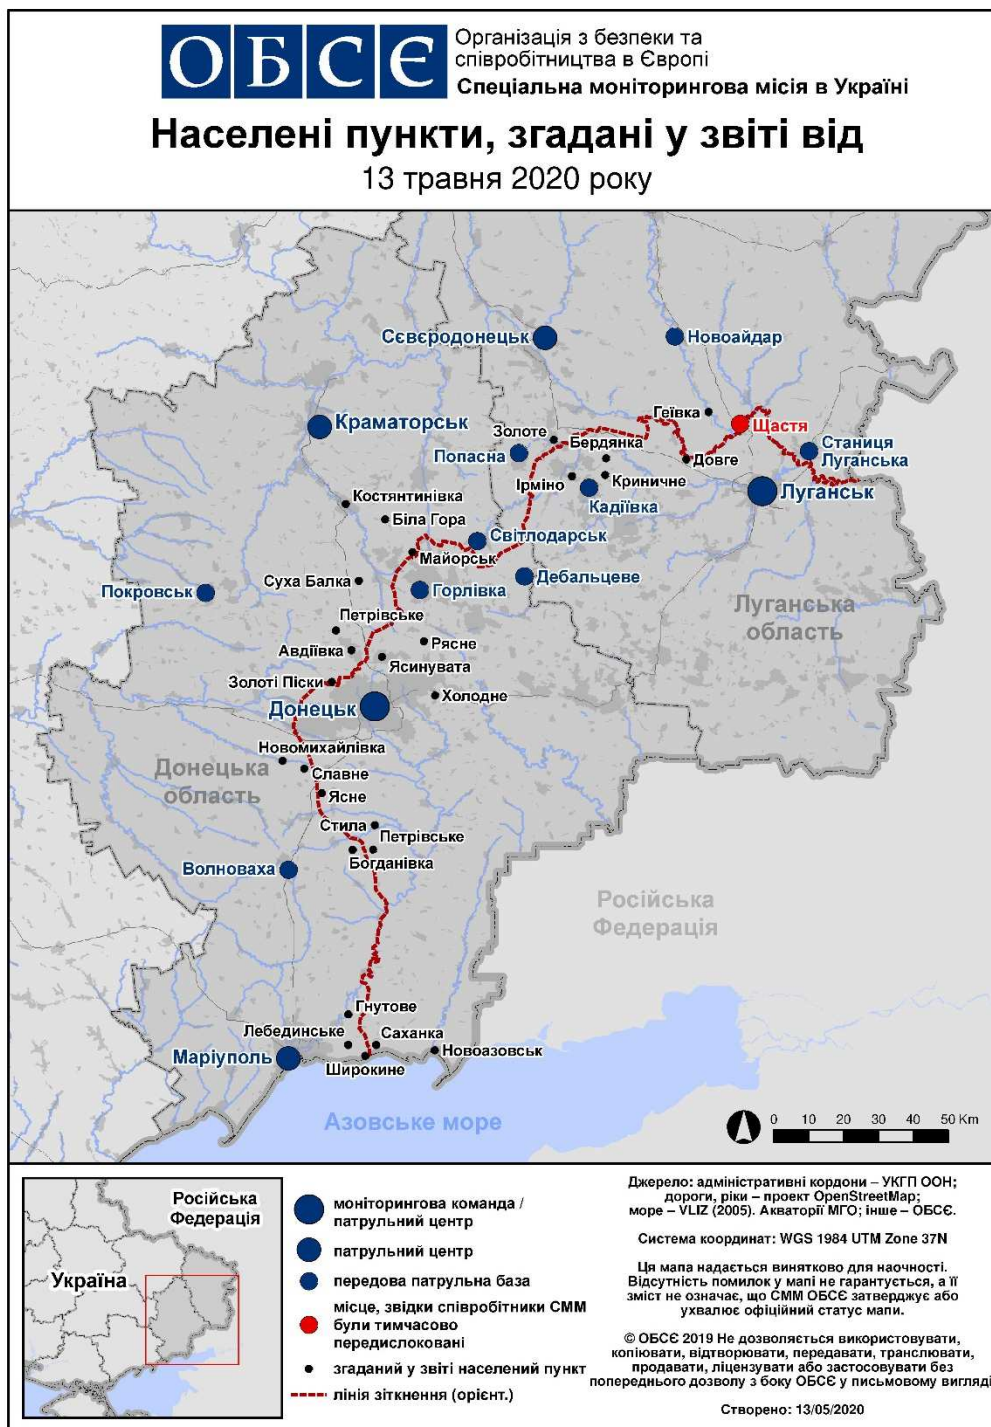 ОБСЄ
Організація з безпеки та
співробітництва в Європі
Спеціальна моніторингова місія в Україні
Населені пункти, згадані у звіті від
13 травня 2020 року
Сєвєродонецьк
Новоайдар
Геївка
Щастя
Краматорськ
Золоте
Бердянка
Станиця
Луганська
Попасна
Довге
Ірміно
Криничне
Луганськ
Кадіївка
Костянтинівка
Біла Гора
Світлодарськ
Майорськ
Суха Балка
Дебальцеве
Покровськ
Горлівка
Луганська
область
Петрівське
Рясне
Авдіївка
Ясинувата
Золоті Піски
Холодне
Донецьк
Новомихайлівка
Донецька
область
Славне
Ясне
Стила
Петрівське
Богданівка
Волноваха
Російська
Федерація
Гнутове
Лебединське
Саханка
Маріуполь
Новоазовськ
Широкине
Азовське море
0 10 20 30 40 50 Km
Російська
Федерація
Україна
моніторингова команда /
патрульний центр
патрульний центр
передова патрульна база
місце, звідки співробітники СММ
були тимчасово
передислоковані
згаданий у звіті населений пункт
лінія зіткнення (орієнт.)
Джерело: адміністративні кордони – УКГП ООН;
дороги, ріки – проект OpenStreetMap;
море – VLIZ (2005). Акваторії МГО; інше – ОБСЄ.
Система координат: WGS 1984 UTM Zone 37N
Ця мапа надається винятково для наочності.
Відсутність помилок у мапі не гарантується, а її
зміст не означає, що СММ ОБСЄ затверджує або
ухвалює офіційний статус мапи.
© ОБСЄ 2019 Не дозволяється використовувати,
копіювати, відтворювати, передавати, транслювати,
продавати, ліцензувати або застосовувати без
попереднього дозволу з боку ОБСЄ у письмовому вигляді
Створено: 13/05/2020